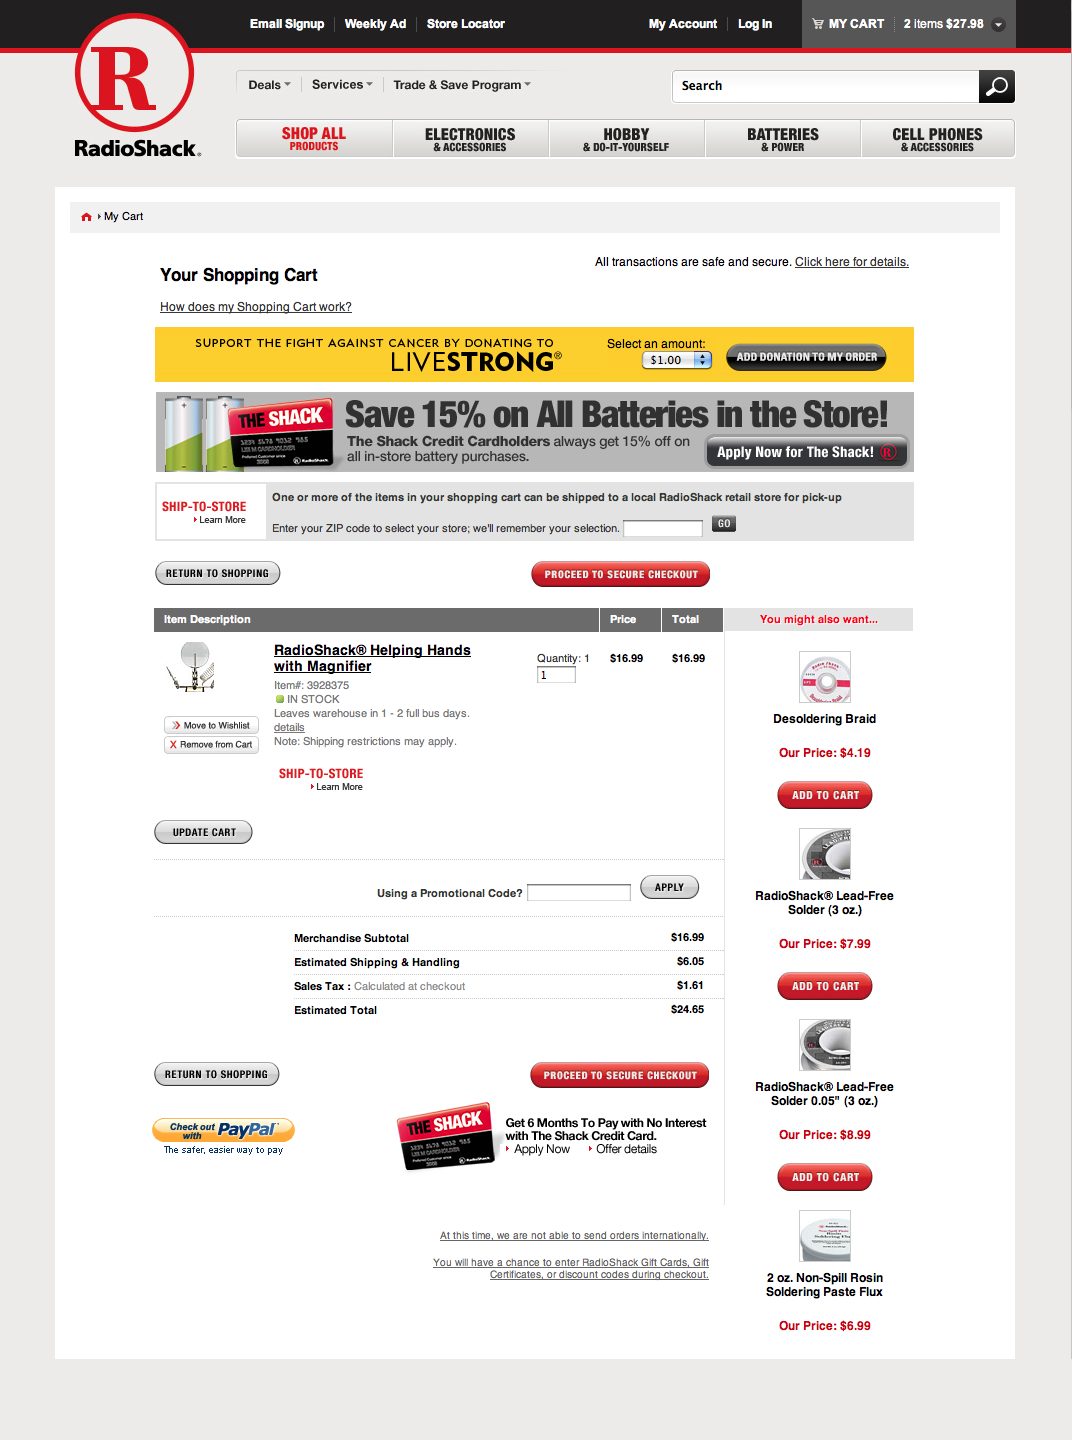 Email Signup
Weekly Ad
Store Locator
My Account
Log In
MY CART
2 items $27.98
R
RadioShack
Deals
Services
Trade & Save Program
Search
SHOP ALL
PRODUCTS
ELECTRONICS
& ACCESSORIES
HOBBY
& DO-IT-YOURSELF
BATTERIES
& POWER
CELL PHONES
& ACCESSORIES
My Cart
Your Shopping Cart
All transactions are safe and secure. Click here for details.
How does my Shopping Cart work?
SUPPORT THE FIGHT AGAINST CANCER BY DONATING TO
LIVESTRONG®
Select an amount:
$1.00
ADD DONATION TO MY ORDER
THE SHACK
RadioShack
Save 15% on All Batteries in the Store!
The Shack Credit Cardholders always get 15% off on
all in-store battery purchases.
Apply Now for The Shack!
SHIP-TO-STORE
Learn More
One or more of the items in your shopping cart can be shipped to a local RadioShack retail store for pick-up
Enter your ZIP code to select your store; we'll remember your selection.
GO
RETURN TO SHOPPING
PROCEED TO SECURE CHECKOUT
Item Description
Price
Total
You might also want...
RadioShack® Helping Hands
with Magnifier
Quantity: 1
1
$16.99
$16.99
Item#: 3928375
IN STOCK
Leaves warehouse in 1 - 2 full bus days.
details
Note: Shipping restrictions may apply.
Move to Wishlist
Remove from Cart
SHIP-TO-STORE
Learn More
UPDATE CART
Using a Promotional Code?
APPLY
Merchandise Subtotal
$16.99
Estimated Shipping & Handling
$6.05
Sales Tax : Calculated at checkout
$1.61
Estimated Total
$24.65
RETURN TO SHOPPING
PROCEED TO SECURE CHECKOUT
Check out
with PayPal
The safer, easier way to pay
THE SHACK
RadioShack
Get 6 Months To Pay with No Interest
with The Shack Credit Card.
Apply Now
Offer details
At this time, we are not able to send orders internationally.
You will have a chance to enter RadioShack Gift Cards, Gift
Certificates, or discount codes during checkout.
Desoldering Braid
Our Price: $4.19
ADD TO CART
RadioShack® Lead-Free
Solder (3 oz.)
Our Price: $7.99
ADD TO CART
RadioShack® Lead-Free
Solder 0.05" (3 oz.)
Our Price: $8.99
ADD TO CART
2 oz. Non-Spill Rosin
Soldering Paste Flux
Our Price: $6.99